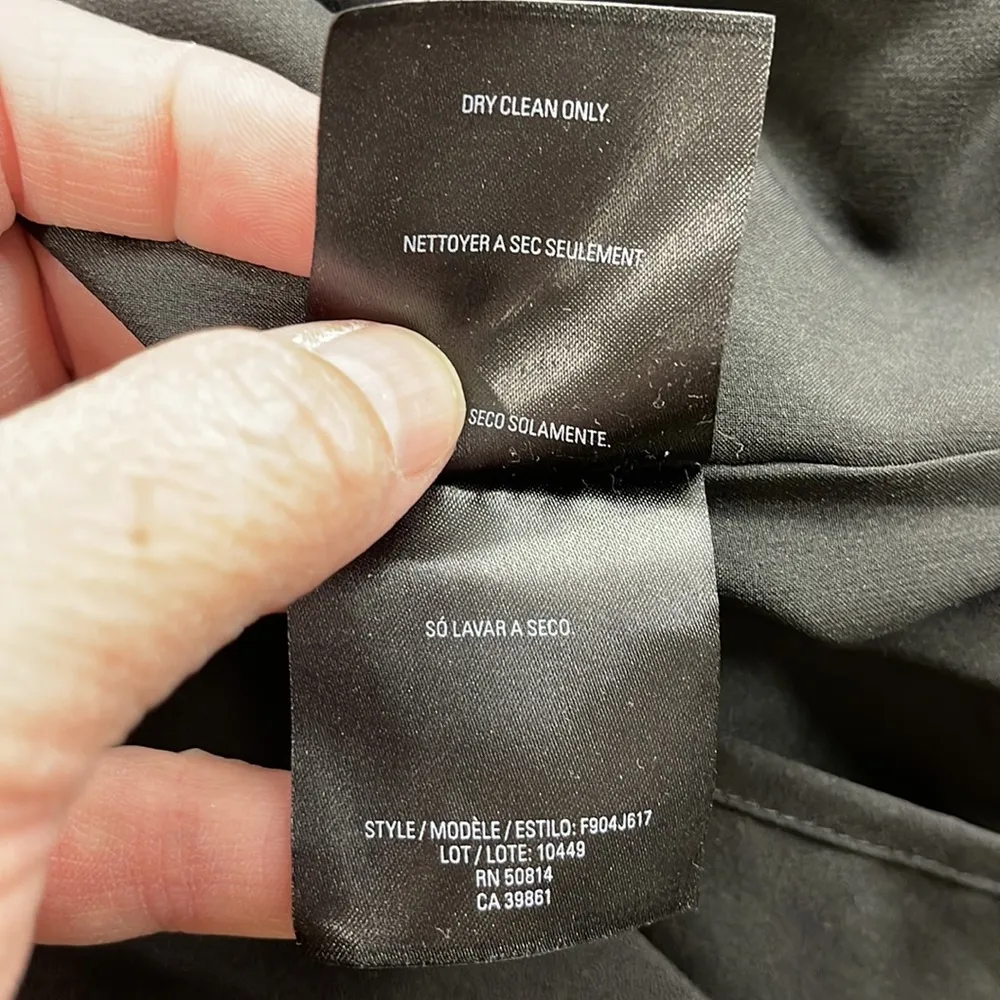 DRY CLEAN ONLY.
NETTOYER A SEC SEULEMENT.
SECO SOLAMENTE.
SÓ LAVAR A SECO.
STYLE / MODÈLE / ESTILO: F904J617
LOT / LOTE: 10449
RN 50814
CA 39861